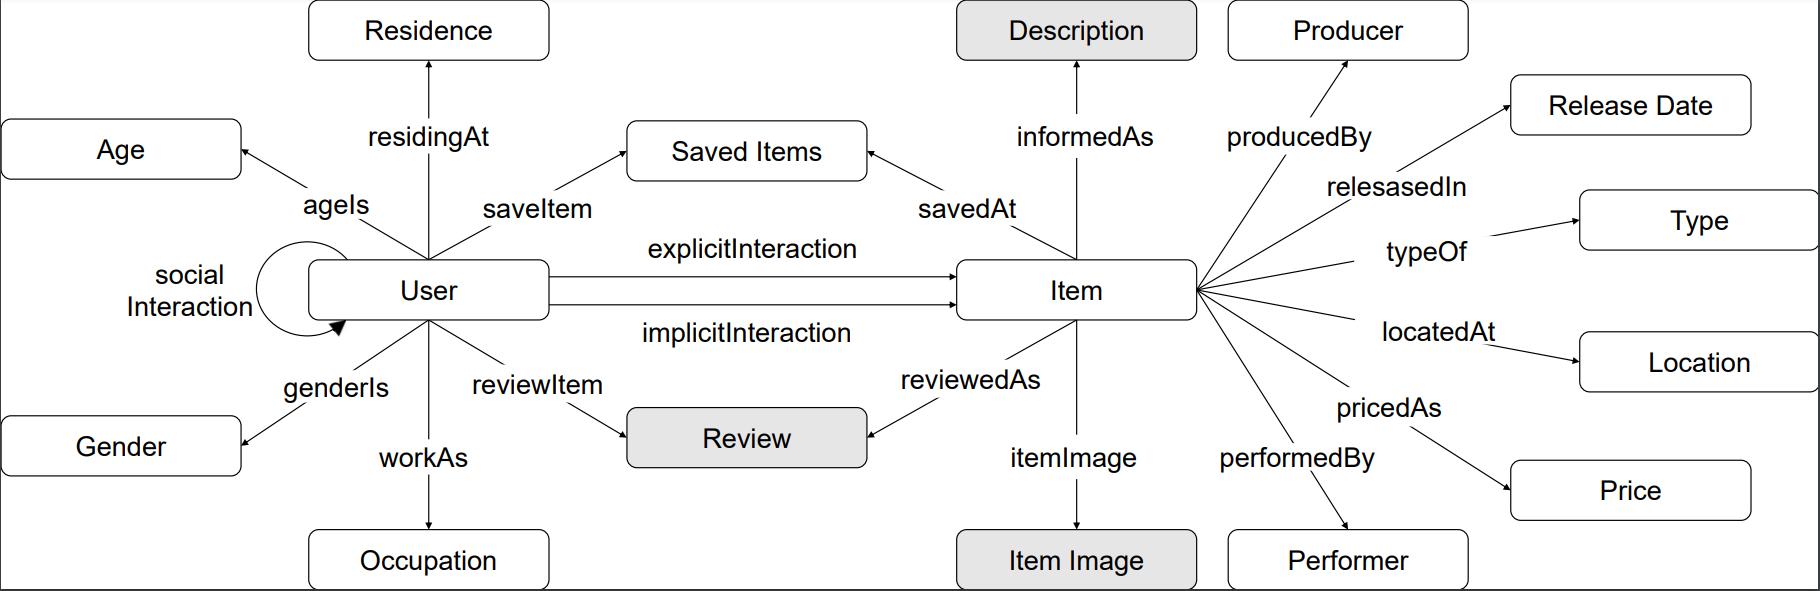 Residence
Description
Producer
Release Date
Age
residingAt
Saved Items
informedAs
producedBy
relesasedIn
ageIs
saveItem
savedAt
Type
explicitInteraction
typeOf
social
Interaction
User
Item
implicitInteraction
locatedAt
Location
genderIs
reviewItem
reviewedAs
pricedAs
Gender
Review
workAs
itemImage
performedBy
Price
Occupation
Item Image
Performer